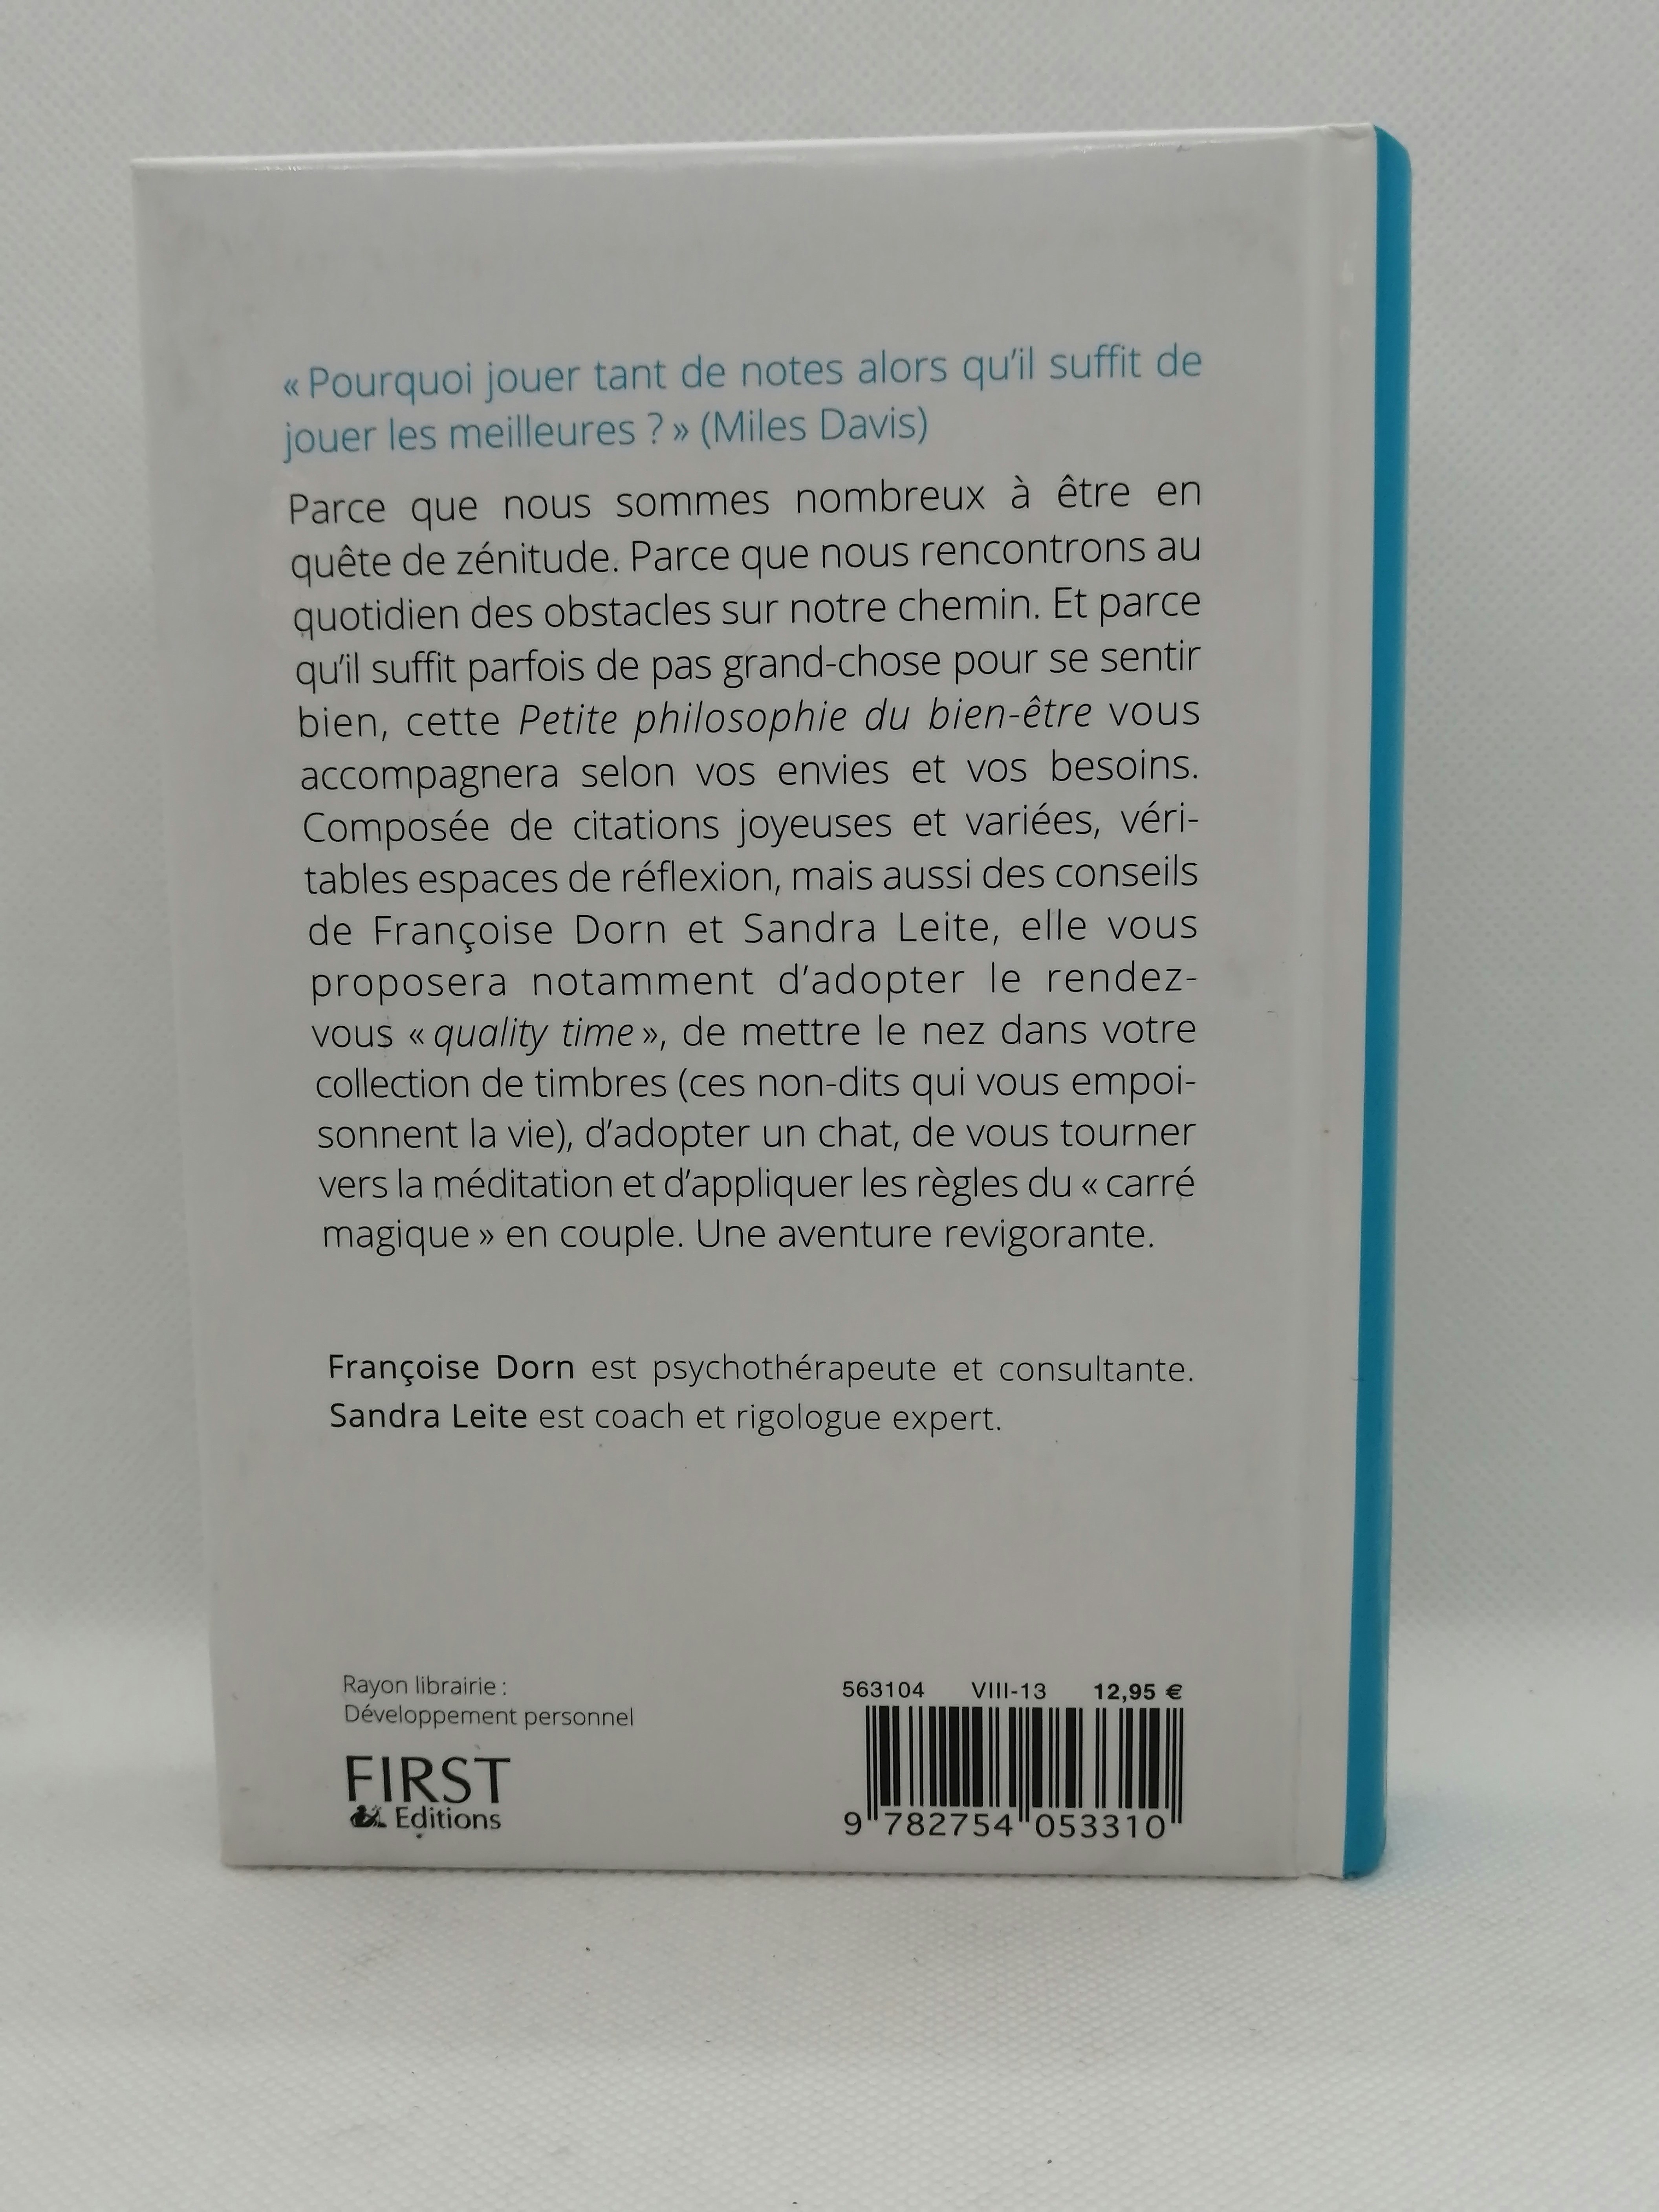 « Pourquoi jouer tant de notes alors qu'il suffit de
jouer les meilleures ? » (Miles Davis)
Parce que nous sommes nombreux à être en
quête de zénitude. Parce que nous rencontrons au
quotidien des obstacles sur notre chemin. Et parce
qu'il suffit parfois de pas grand-chose pour se sentir
bien, cette Petite philosophie du bien-être vous
accompagnera selon vos envies et vos besoins.
Composée de citations joyeuses et variées, véri-
tables espaces de réflexion, mais aussi des conseils
de Françoise Dorn et Sandra Leite, elle vous
proposera notamment d'adopter le rendez-
vous « quality time », de mettre le nez dans votre
collection de timbres (ces non-dits qui vous empoi-
sonnent la vie), d'adopter un chat, de vous tourner
vers la méditation et d'appliquer les règles du « carré
magique » en couple. Une aventure revigorante.
Françoise Dorn est psychothérapeute et consultante.
Sandra Leite est coach et rigologue expert.
Rayon librairie :
Développement personnel
FIRST
Editions
563104 VIII-13 12,95 €
9 782754 053310